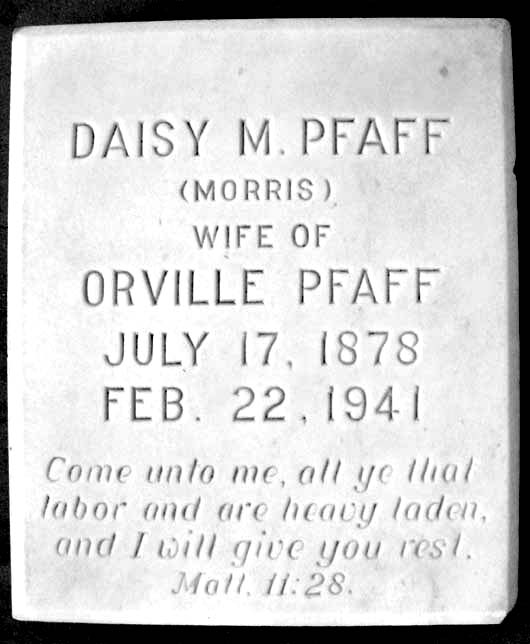 DAISY M. PFAFF
(MORRIS)
WIFE OF
ORVILLE PFAFF
JULY 17, 1878
FEB. 22, 1941
Come unto me, all ye that
labor and are heavy laden,
and I will give you rest.
Matt. 11:28.